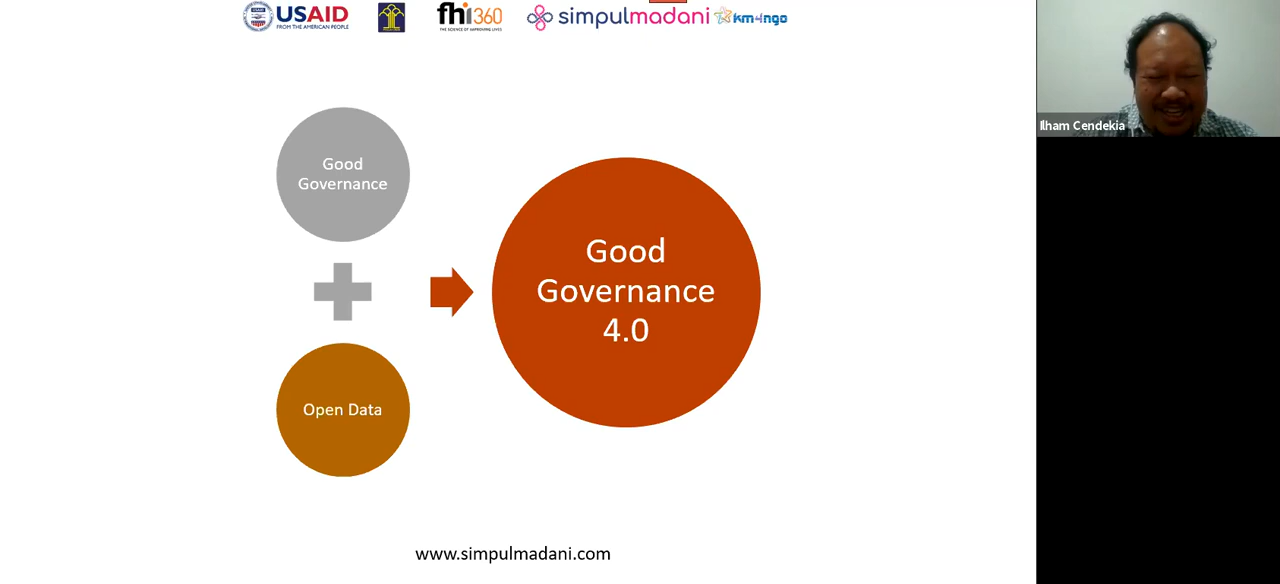 USAID
FROM THE AMERICAN PEOPLE
fhi360
THE SCIENCE OF IMPROVING LIVES
simpulmadani
km4ngo
Good
Governance
Open Data
Good
Governance
4.0
www.simpulmadani.com
Ilham Cendekia